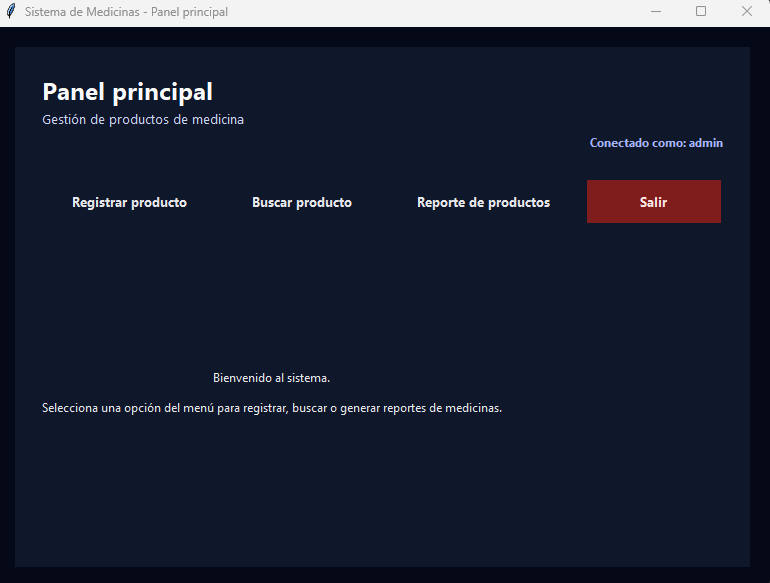 Sistema de Medicinas - Panel principal
Panel principal
Gestión de productos de medicina
Conectado como: admin
Registrar producto
Buscar producto
Reporte de productos
Salir
Bienvenido al sistema.
Selecciona una opción del menú para registrar, buscar o generar reportes de medicinas.